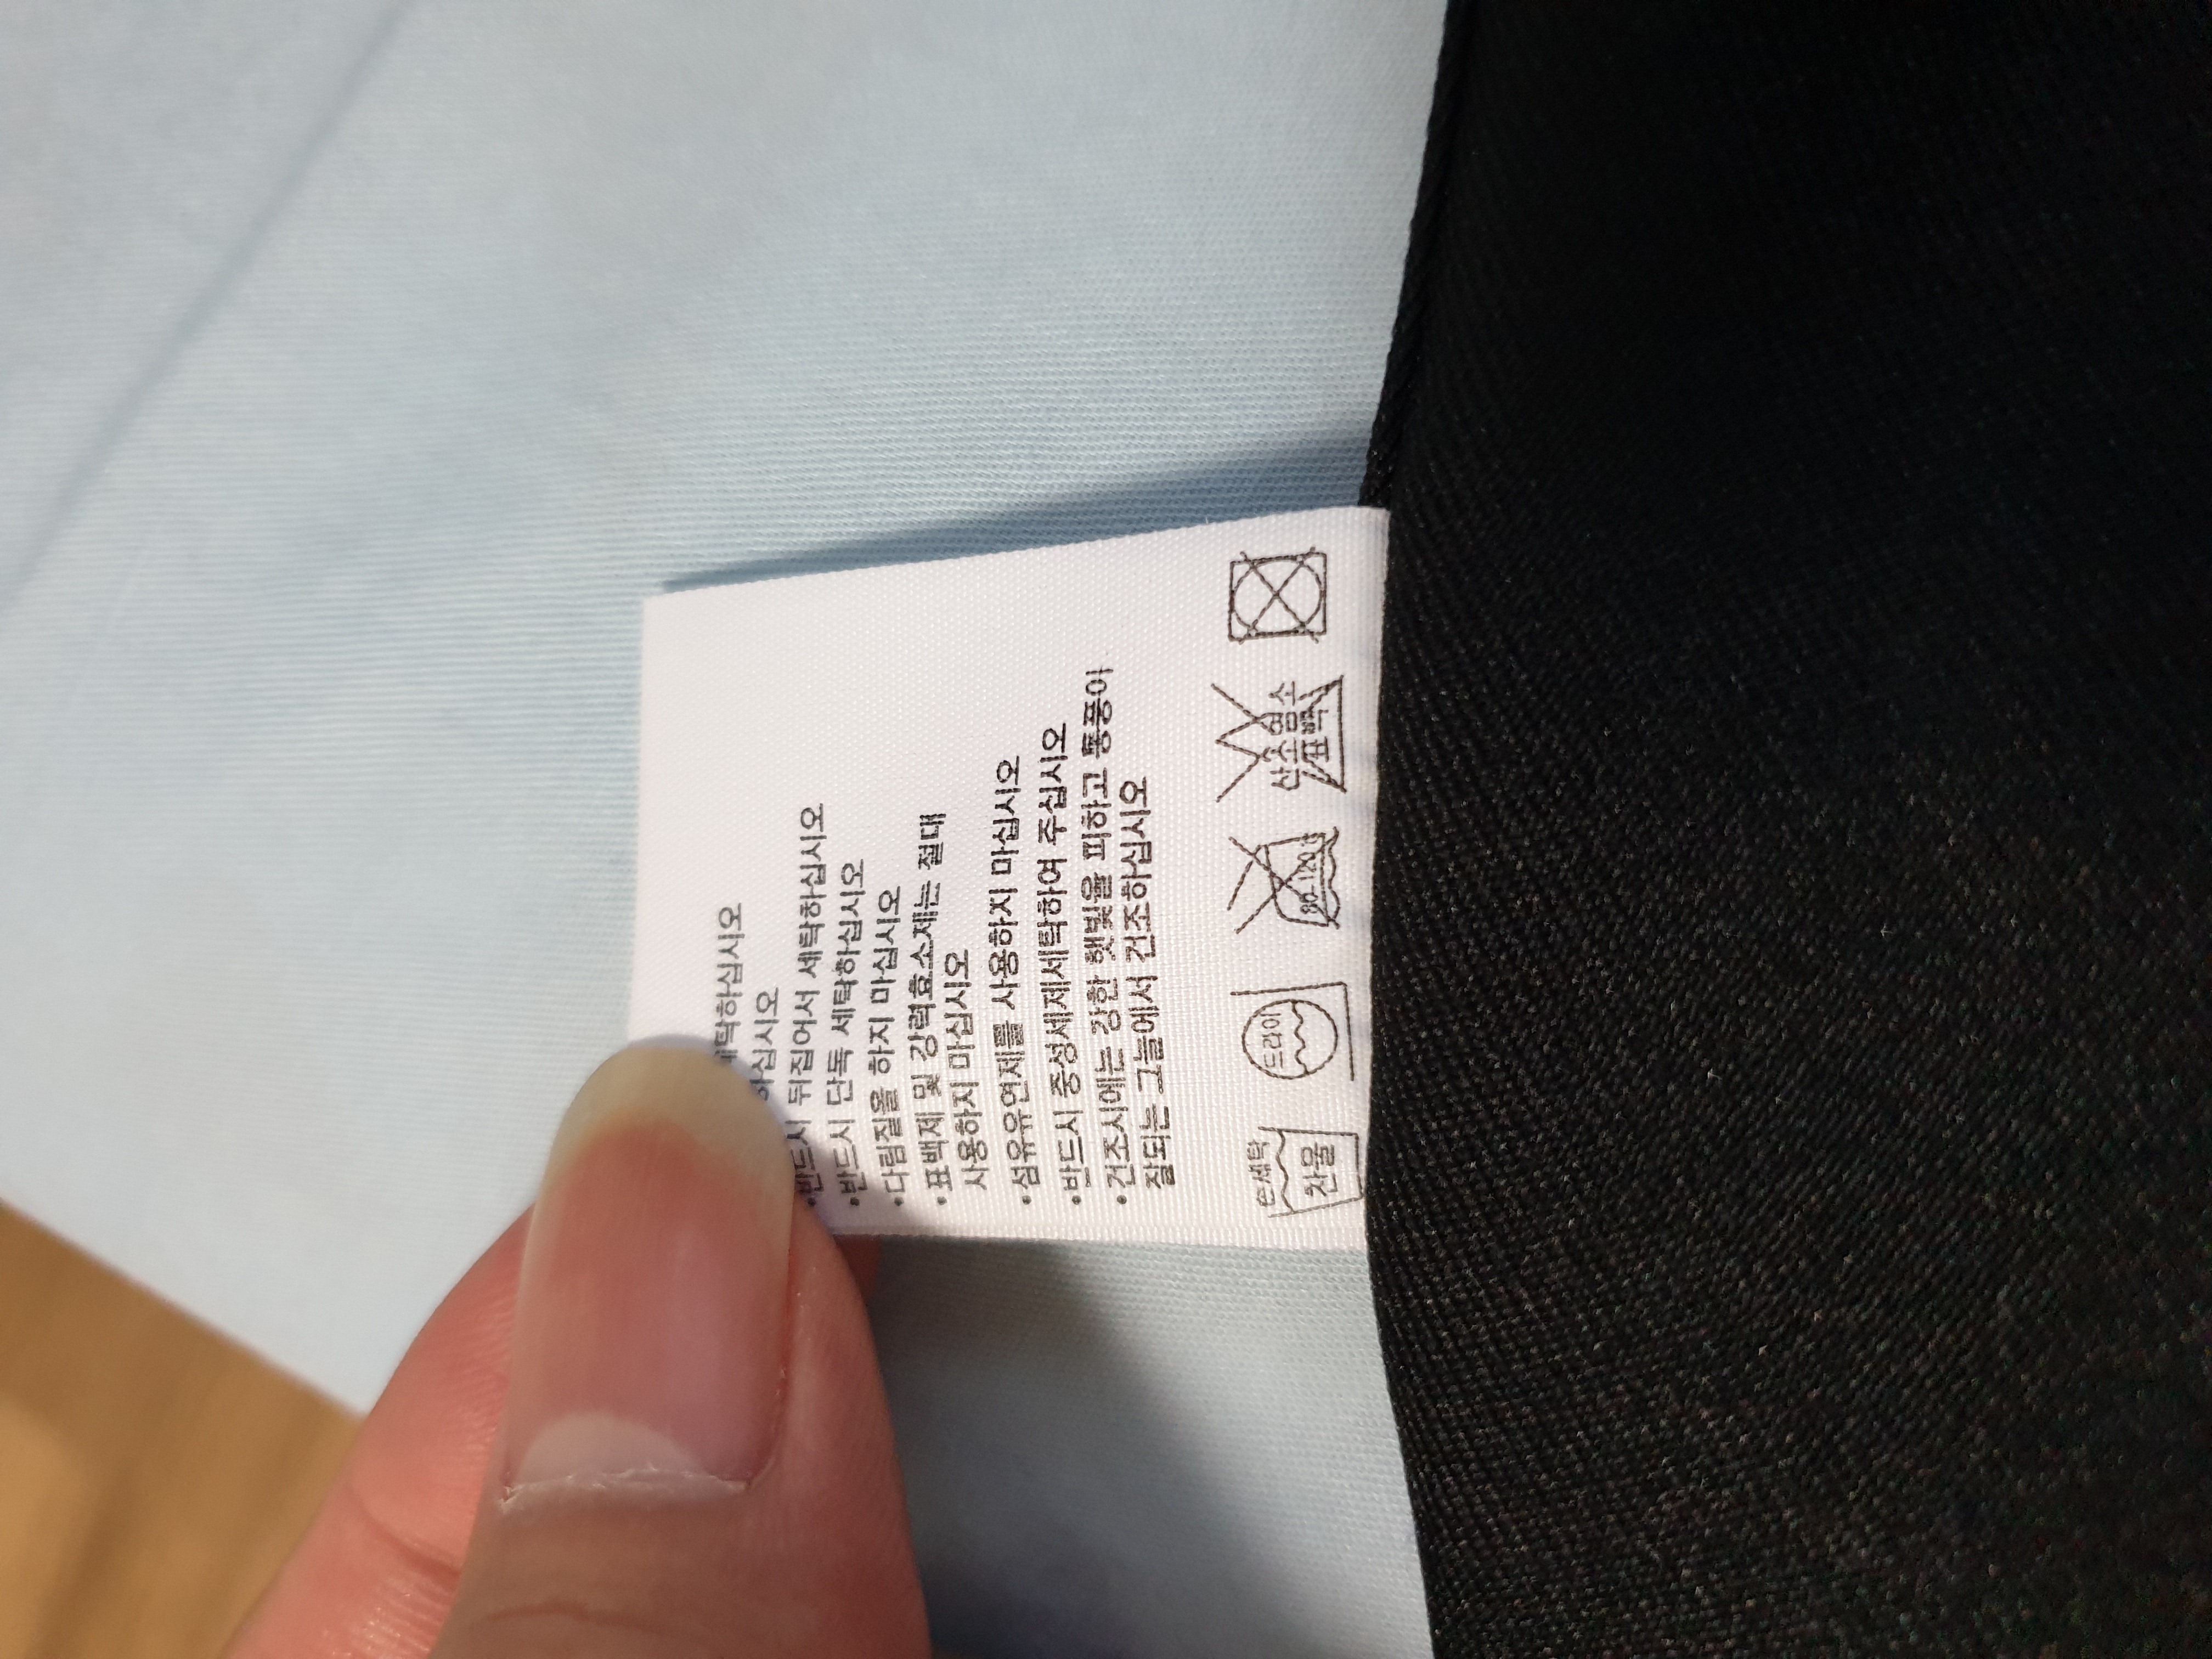 세탁하십시오
하십시오
•반드시 뒤집어서 세탁하십시오
•반드시 단독 세탁하십시오
•다림질을 하지 마십시오
•표백제 및 강력효소제는 절대
사용하지 마십시오
•섬유유연제를 사용하지 마십시오
•반드시 중성세제세탁하여 주십시오
•건조시에는 강한 햇빛을 피하고 통풍이
잘되는 그늘에서 건조하십시오
손세탁
찬물
드라이
80-120℃
산소염소
표백